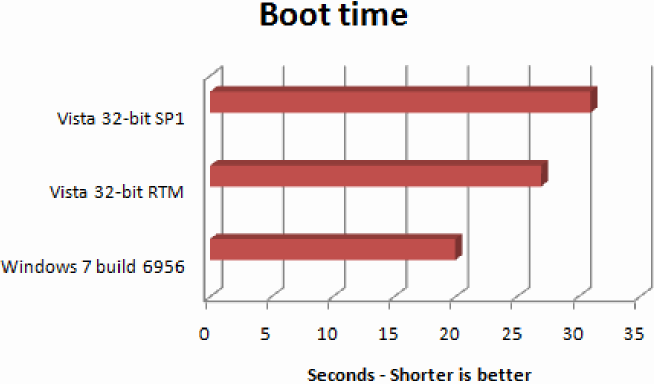 Boot time
Vista 32-bit SP1
Vista 32-bit RTM
Windows 7 build 6956
0 5 10 15 20 25 30 35
Seconds - Shorter is better